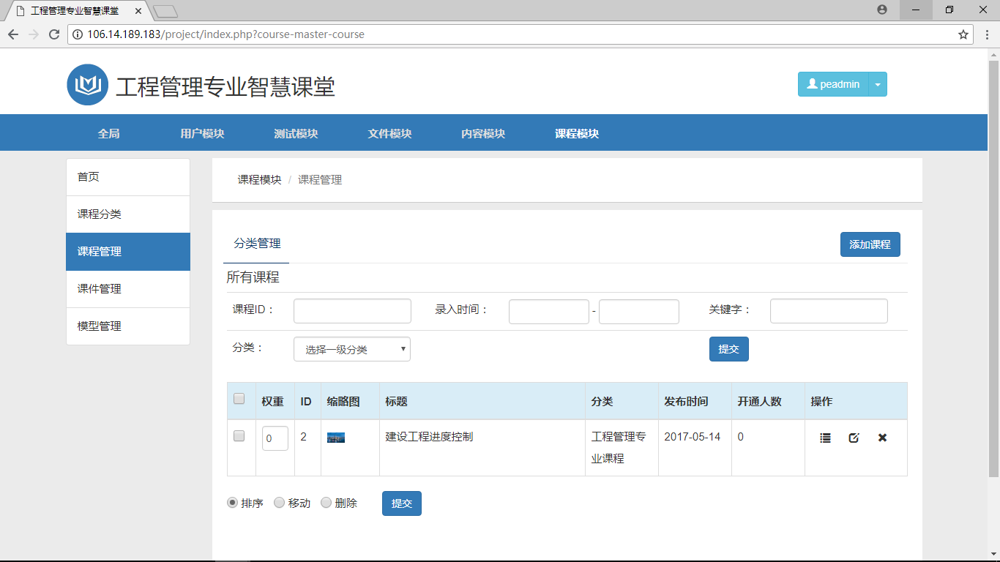 工程管理专业智慧课堂
106.14.189.183/project/index.php?course-master-course
工程管理专业智慧课堂
peadmin
全局 用户模块 测试模块 文件模块 内容模块 课程模块
首页
课程分类
课程管理
课件管理
模型管理
课程模块 / 课程管理
分类管理 添加课程
所有课程
课程ID： 录入时间： - 关键字：
分类： 选择一级分类 提交
权重 ID 缩略图 标题 分类 发布时间 开通人数 操作
0 2 建设工程进度控制 工程管理专 2017-05-14 0
业课程
排序 移动 删除 提交